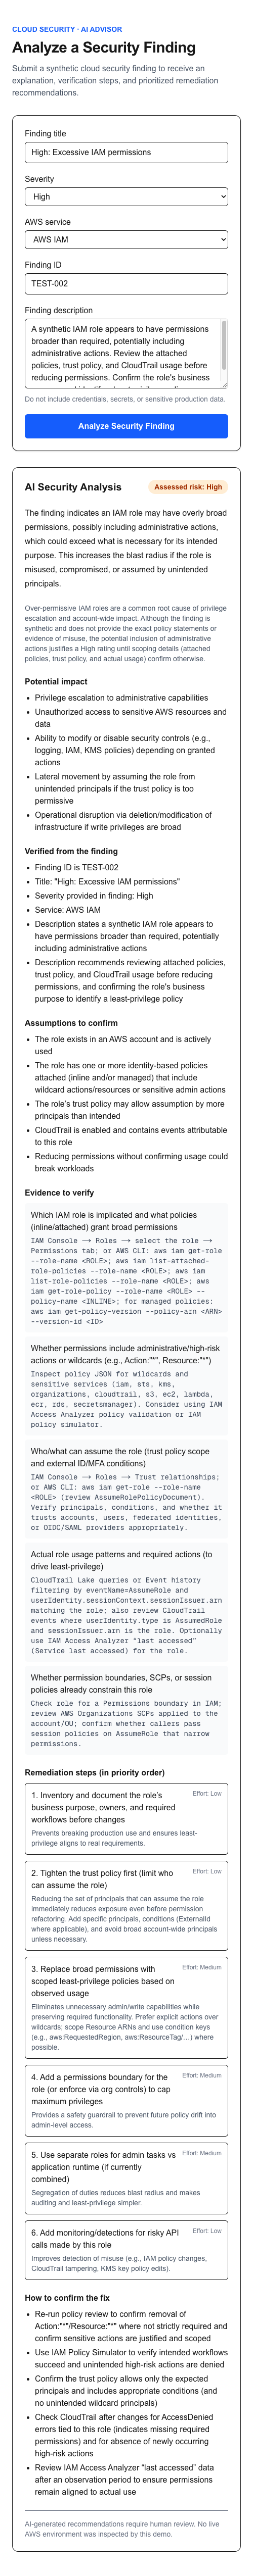 CLOUD SECURITY · AI ADVISOR
Analyze a Security Finding
Submit a synthetic cloud security finding to receive an
explanation, verification steps, and prioritized remediation
recommendations.
Finding title
High: Excessive IAM permissions
Severity
High
AWS service
AWS IAM
Finding ID
TEST-002
Finding description
A synthetic IAM role appears to have permissions
broader than required, potentially including
administrative actions. Review the attached
policies, trust policy, and CloudTrail usage before
reducing permissions. Confirm the role's business
Do not include credentials, secrets, or sensitive production data.
Analyze Security Finding
AI Security Analysis
Assessed risk: High
The finding indicates an IAM role may have overly broad
permissions, possibly including administrative actions,
which could exceed what is necessary for its intended
purpose. This increases the blast radius if the role is
misused, compromised, or assumed by unintended
principals.
Over-permissive IAM roles are a common root cause of privilege
escalation and account-wide impact. Although the finding is
synthetic and does not provide the exact policy statements or
evidence of misuse, the potential inclusion of administrative
actions justifies a High rating until scoping details (attached
policies, trust policy, and actual usage) confirm otherwise.
Potential impact
• Privilege escalation to administrative capabilities
• Unauthorized access to sensitive AWS resources and
data
• Ability to modify or disable security controls (e.g.,
logging, IAM, KMS policies) depending on granted
actions
• Lateral movement by assuming the role from
unintended principals if the trust policy is too
permissive
• Operational disruption via deletion/modification of
infrastructure if write privileges are broad
Verified from the finding
• Finding ID is TEST-002
• Title: "High: Excessive IAM permissions"
• Severity provided in finding: High
• Service: AWS IAM
• Description states a synthetic IAM role appears to
have permissions broader than required, potentially
including administrative actions
• Description recommends reviewing attached policies,
trust policy, and CloudTrail usage before reducing
permissions, and confirming the role's business
purpose to identify a least-privilege policy
Assumptions to confirm
• The role exists in an AWS account and is actively
used
• The role has one or more identity-based policies
attached (inline and/or managed) that include
wildcard actions/resources or sensitive admin actions
• The role's trust policy may allow assumption by more
principals than intended
• CloudTrail is enabled and contains events attributable
to this role
• Reducing permissions without confirming usage could
break workloads
Evidence to verify
Which IAM role is implicated and what policies
(inline/attached) grant broad permissions
IAM Console → Roles → select the role →
Permissions tab; or AWS CLI: aws iam get-role
--role-name <ROLE>; aws iam list-attached-
role-policies --role-name <ROLE>; aws iam
list-role-policies --role-name <ROLE>; aws
iam get-role-policy --role-name <ROLE> --
policy-name <INLINE>; for managed policies:
aws iam get-policy-version --policy-arn <ARN>
--version-id <ID>
Whether permissions include administrative/high-risk
actions or wildcards (e.g., Action:"*", Resource:"*")
Inspect policy JSON for wildcards and
sensitive services (iam, sts, kms,
organizations, cloudtrail, s3, ec2, lambda,
ecr, rds, secretsmanager). Consider using IAM
Access Analyzer policy validation or IAM
policy simulator.
Who/what can assume the role (trust policy scope
and external ID/MFA conditions)
IAM Console → Roles → Trust relationships;
or AWS CLI: aws iam get-role --role-name
<ROLE> (review AssumeRolePolicyDocument).
Verify principals, conditions, and whether it
trusts accounts, users, federated identities,
or OIDC/SAML providers appropriately.
Actual role usage patterns and required actions (to
drive least-privilege)
CloudTrail Lake queries or Event history
filtering by eventName=AssumeRole and
userIdentity.sessionContext.sessionIssuer.arn
matching the role; also review CloudTrail
events where userIdentity.type is AssumedRole
and sessionIssuer.arn is the role. Optionally
use IAM Access Analyzer "last accessed"
(Service last accessed) for the role.
Whether permission boundaries, SCPs, or session
policies already constrain this role
Check role for a Permissions boundary in IAM;
review AWS Organizations SCPs applied to the
account/OU; confirm whether callers pass
session policies on AssumeRole that narrow
permissions.
Remediation steps (in priority order)
1. Inventory and document the role's
business purpose, owners, and required
workflows before changes
Effort: Low
Prevents breaking production use and ensures least-
privilege aligns to real requirements.
2. Tighten the trust policy first (limit who
can assume the role)
Effort: Low
Reducing the set of principals that can assume the role
immediately reduces exposure even before permission
refactoring. Add specific principals, conditions (ExternalId
where applicable), and avoid broad account-wide principals
unless necessary.
3. Replace broad permissions with
scoped least-privilege policies based on
observed usage
Effort: Medium
Eliminates unnecessary admin/write capabilities while
preserving required functionality. Prefer explicit actions over
wildcards; scope Resource ARNs and use condition keys
(e.g., aws:RequestedRegion, aws:ResourceTag/…) where
possible.
4. Add a permissions boundary for the
role (or enforce via org controls) to cap
maximum privileges
Effort: Medium
Provides a safety guardrail to prevent future policy drift into
admin-level access.
5. Use separate roles for admin tasks vs
application runtime (if currently
combined)
Effort: Medium
Segregation of duties reduces blast radius and makes
auditing and least-privilege simpler.
6. Add monitoring/detections for risky API
calls made by this role
Effort: Low
Improves detection of misuse (e.g., IAM policy changes,
CloudTrail tampering, KMS key policy edits).
How to confirm the fix
• Re-run policy review to confirm removal of
Action:"*"/Resource:"*" where not strictly required and
confirm sensitive actions are justified and scoped
• Use IAM Policy Simulator to verify intended workflows
succeed and unintended high-risk actions are denied
• Confirm the trust policy allows only the expected
principals and includes appropriate conditions (and
no unintended wildcard principals)
• Check CloudTrail after changes for AccessDenied
errors tied to this role (indicates missing required
permissions) and for absence of newly occurring
high-risk actions
• Review IAM Access Analyzer “last accessed” data
after an observation period to ensure permissions
remain aligned to actual use
AI-generated recommendations require human review. No live
AWS environment was inspected by this demo.